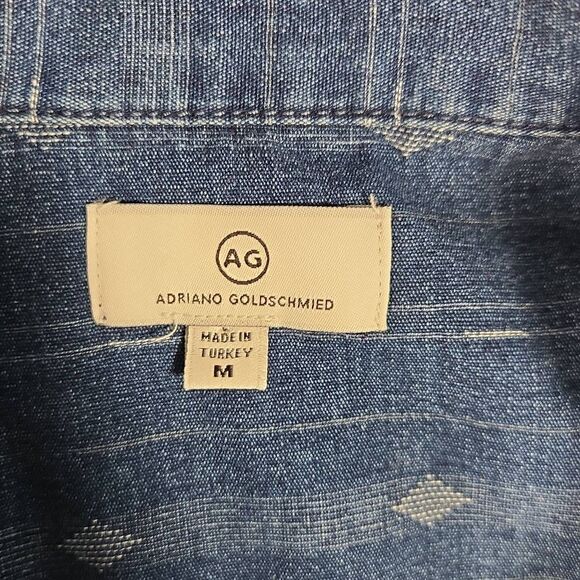 AG
ADRIANO GOLDSCHMIED
MADE IN
TURKEY
M